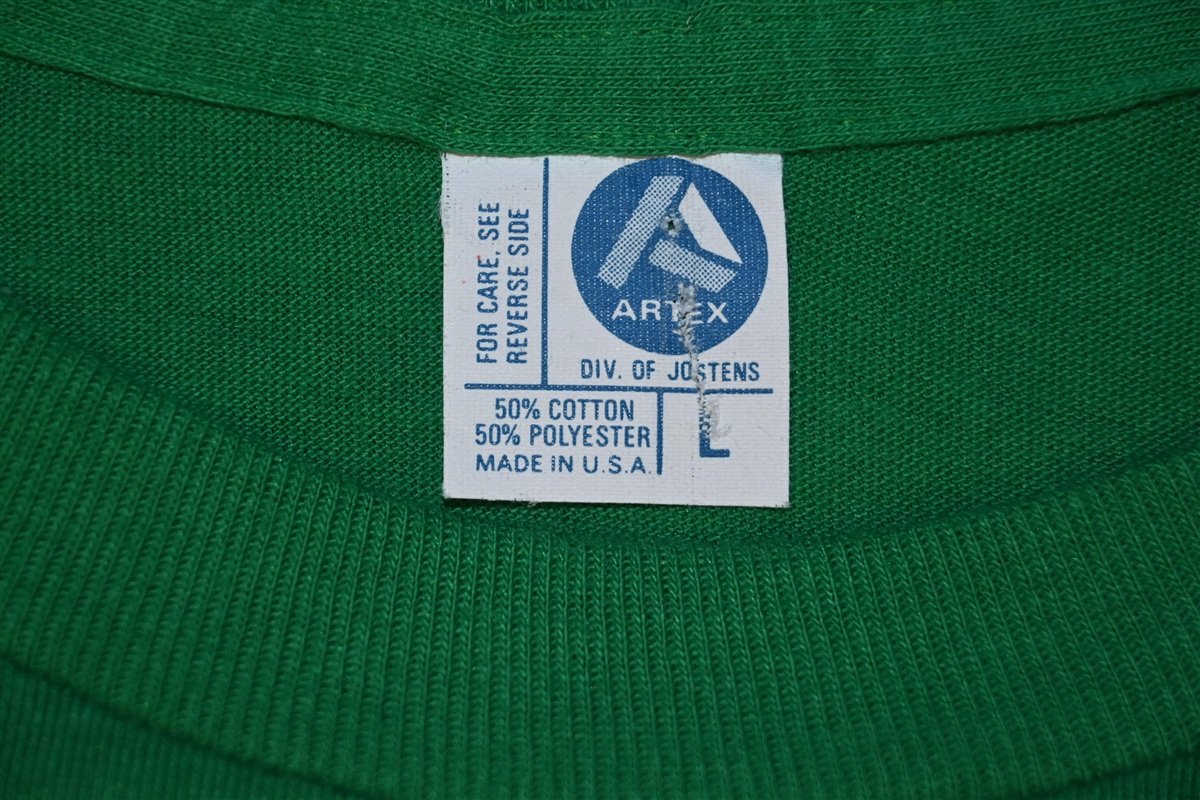 FOR CARE, SEE
REVERSE SIDE
ARTEX
DIV. OF JOSTENS
50% COTTON
50% POLYESTER
MADE IN U.S.A.
L